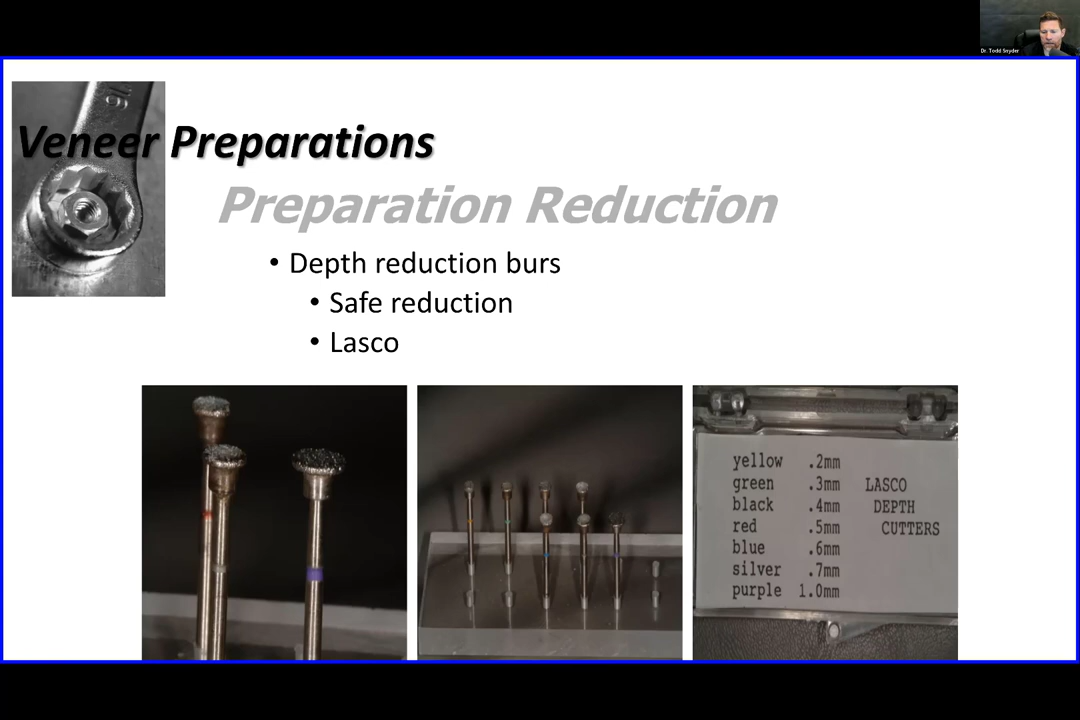 Dr. Todd Snyder
Veneer Preparations
Preparation Reduction
• Depth reduction burs
• Safe reduction
• Lasco
yellow .2mm
green .3mm LASCO
black .4mm DEPTH
red .5mm CUTTERS
blue .6mm
silver .7mm
purple 1.0mm